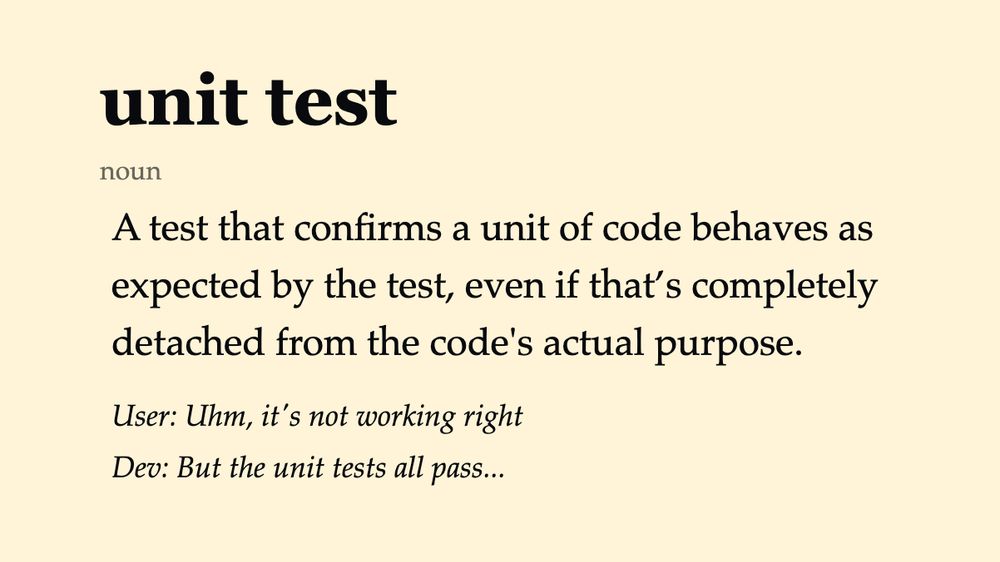 unit test
noun
A test that confirms a unit of code behaves as
expected by the test, even if that’s completely
detached from the code's actual purpose.
User: Uhm, it's not working right
Dev: But the unit tests all pass...